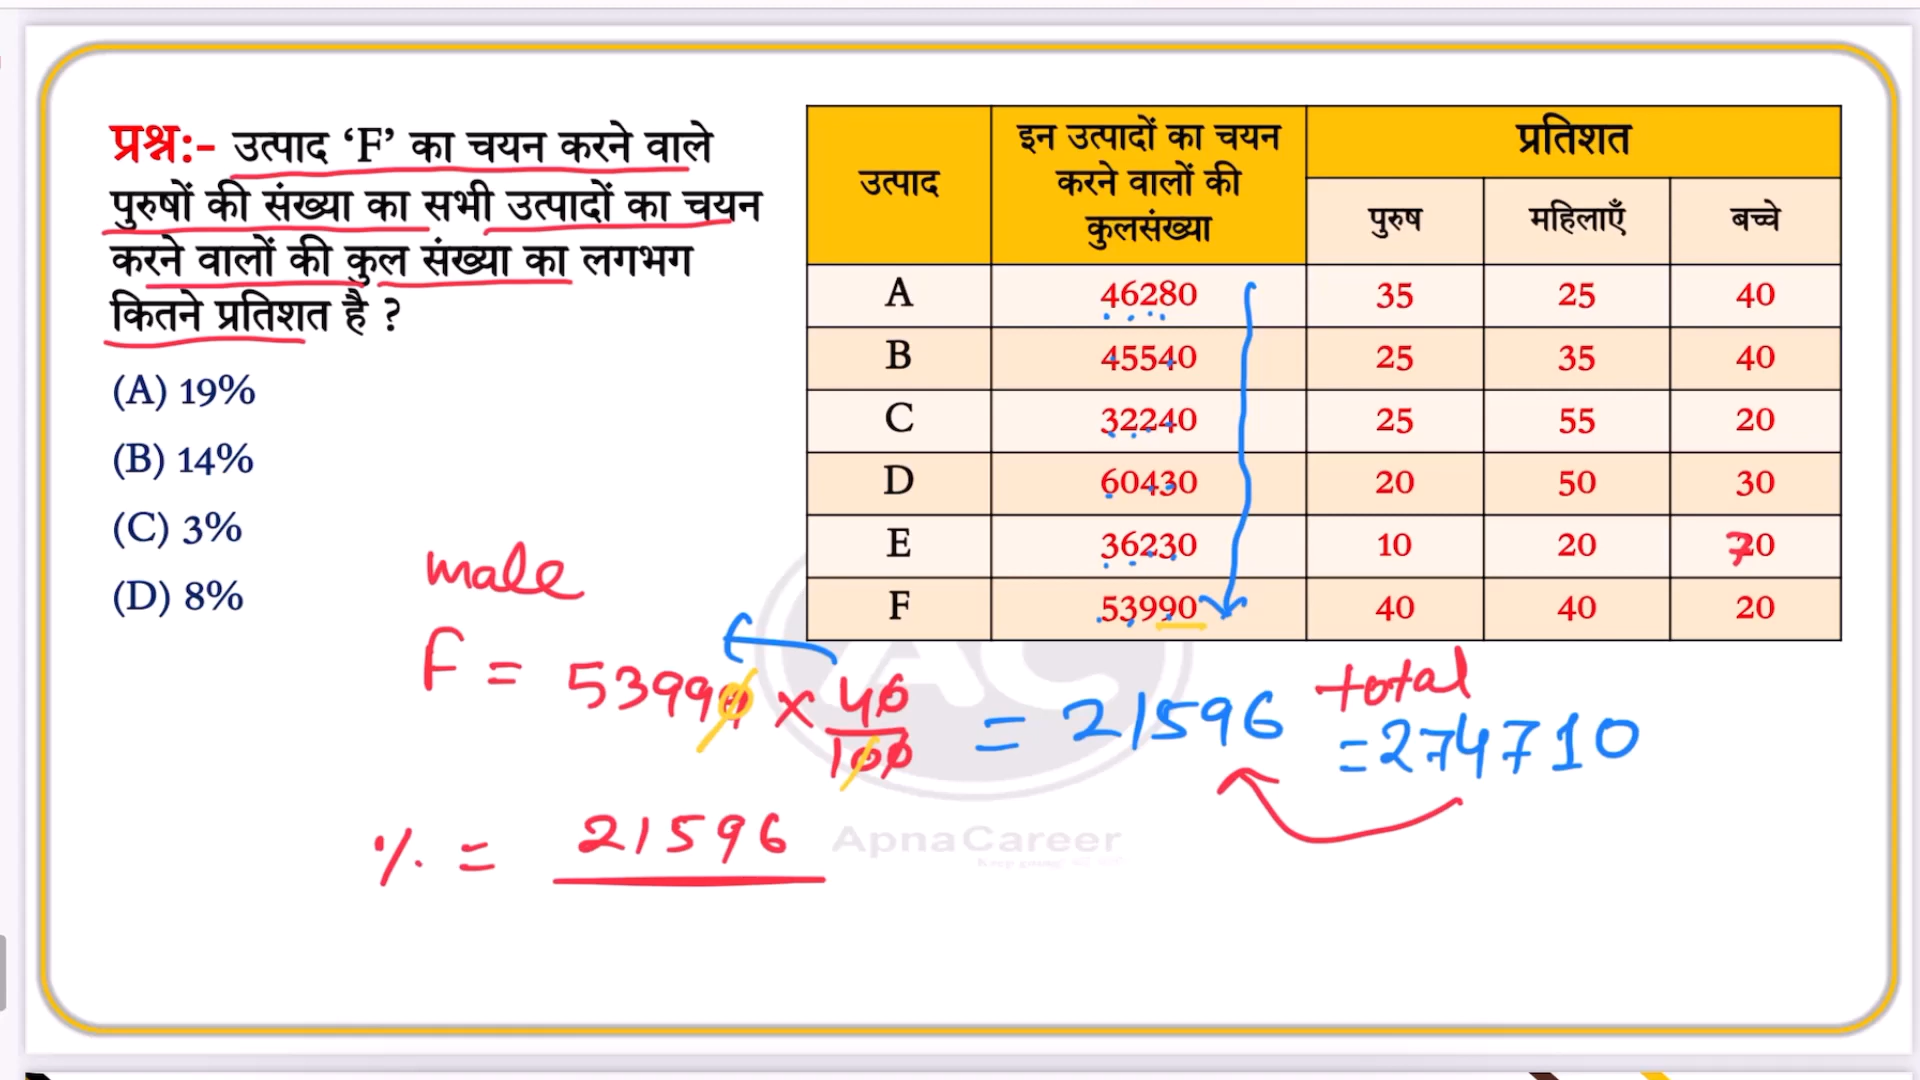 प्रश्न:- उत्पाद ‘F’ का चयन करने वाले
पुरुषों की संख्या का सभी उत्पादों का चयन
करने वालों की कुल संख्या का लगभग
कितने प्रतिशत है ?
(A) 19%
(B) 14%
(C) 3%
(D) 8%
उत्पाद
इन उत्पादों का चयन
करने वालों की
कुलसंख्या
प्रतिशत
पुरुष महिलाएँ बच्चे
A 46280 35 25 40
B 45540 25 35 40
C 32240 25 55 20
D 60430 20 50 30
E 36230 10 20 70
F 53990 40 40 20
male
F = 53990 × 40/100 = 21596
total
= 274710
% = 21596
ApnaCareer